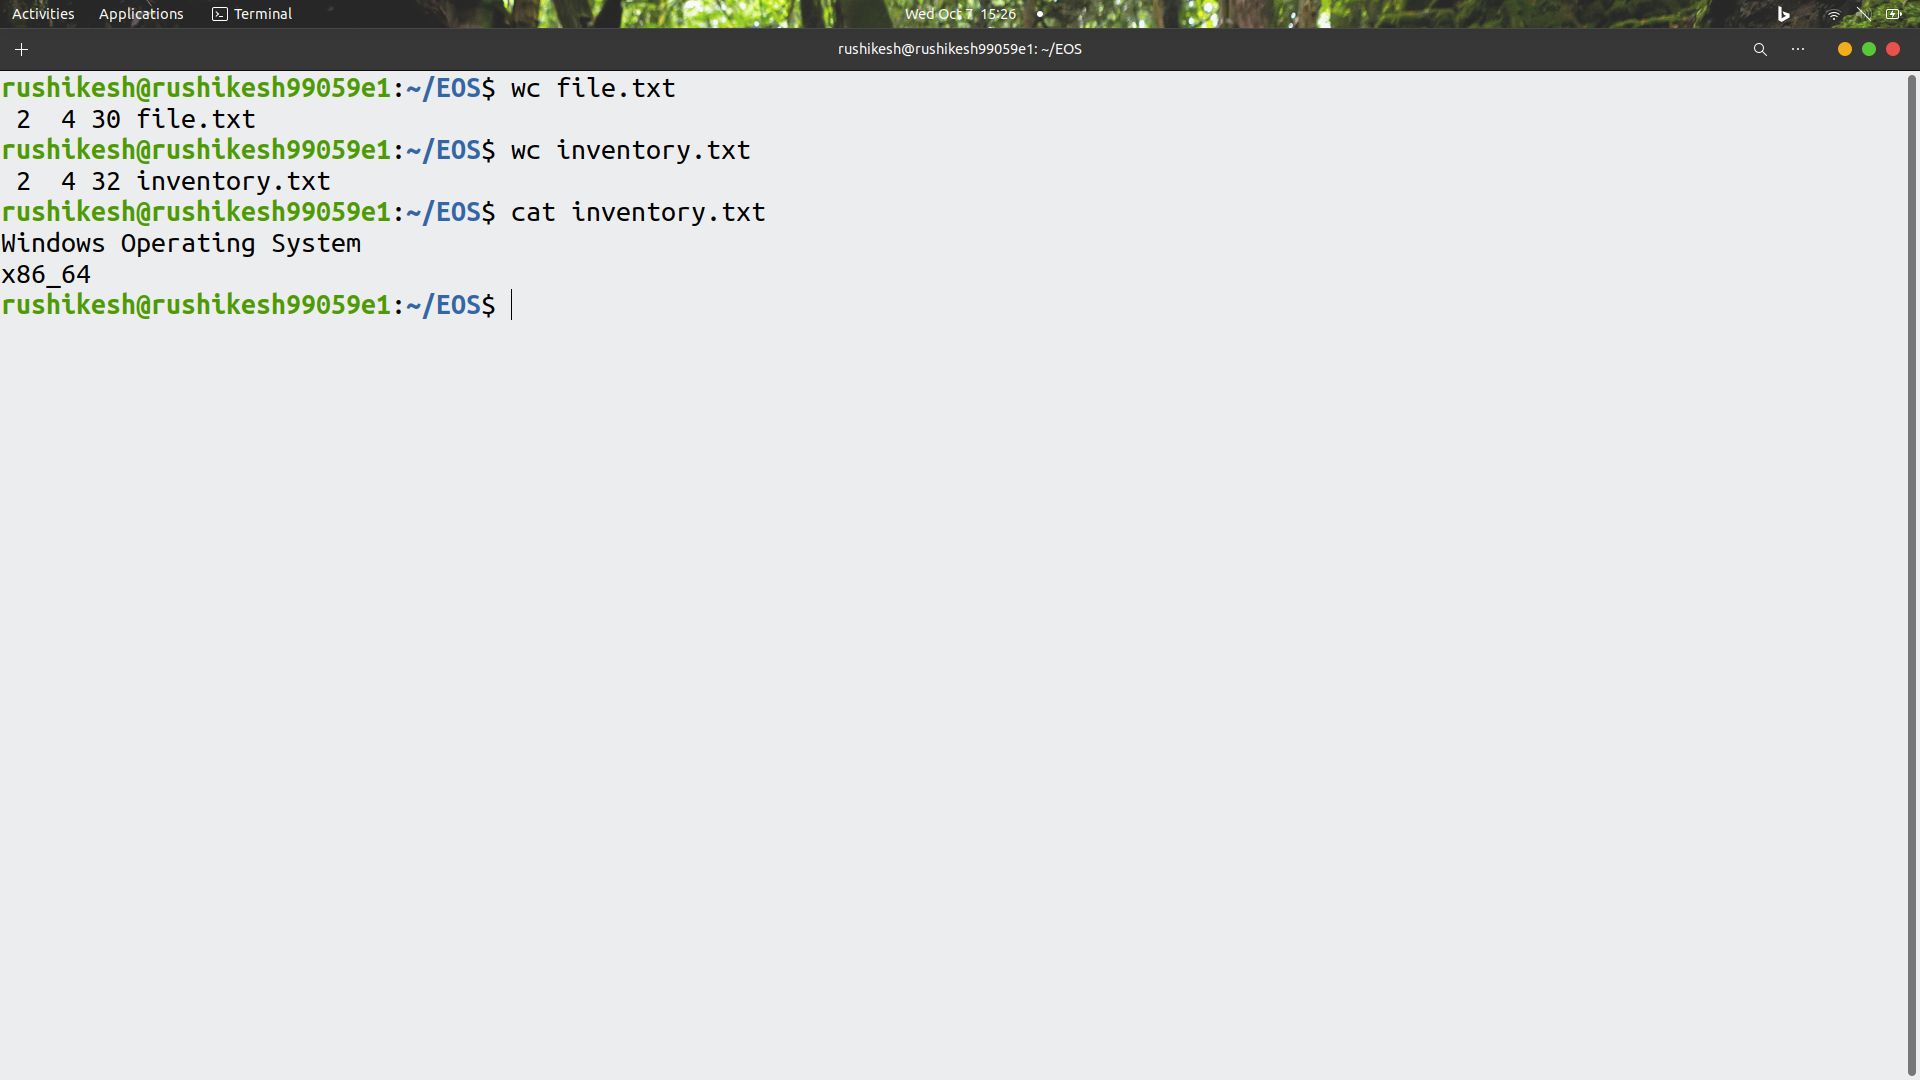 Activities Applications Terminal Wed Oct 7 15:26
rushikesh@rushikesh99059e1: ~/EOS
rushikesh@rushikesh99059e1:~/EOS$ wc file.txt
 2  4 30 file.txt
rushikesh@rushikesh99059e1:~/EOS$ wc inventory.txt
 2  4 32 inventory.txt
rushikesh@rushikesh99059e1:~/EOS$ cat inventory.txt
Windows Operating System
x86_64
rushikesh@rushikesh99059e1:~/EOS$